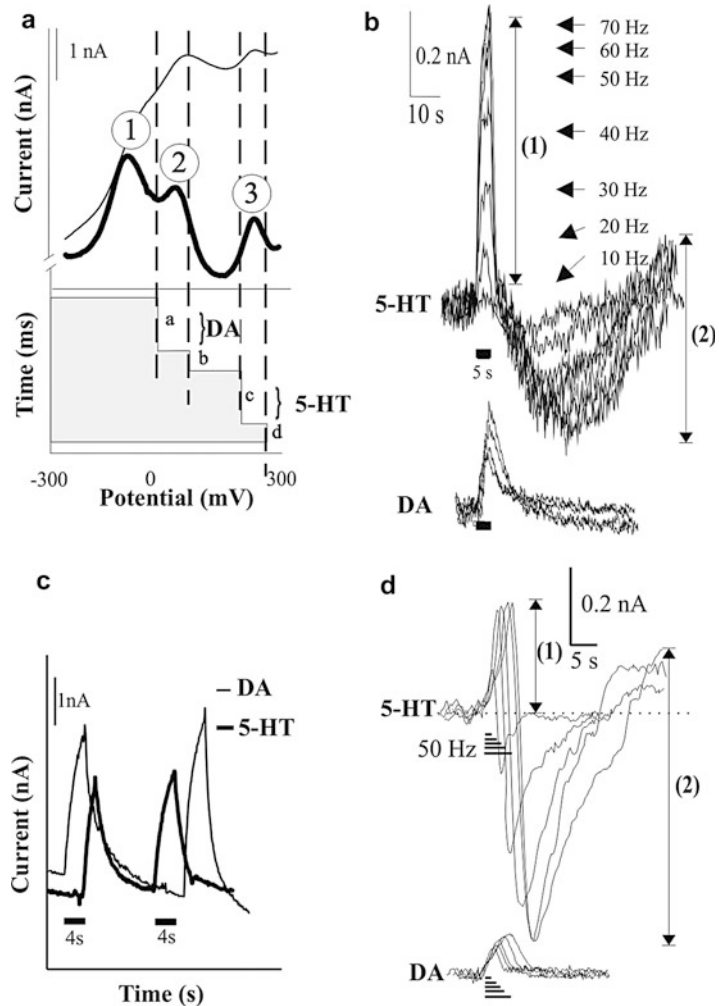 a
1 nA
Current (nA)
1
2
3
Time (ms)
a
} DA
b
c
} 5-HT
d
-300
0
300
Potential (mV)
b
0.2 nA
10 s
70 Hz
60 Hz
50 Hz
40 Hz
30 Hz
20 Hz
10 Hz
(1)
5-HT
(2)
5 s
DA
c
1nA
DA
5-HT
Current (nA)
4s
4s
Time (s)
d
0.2 nA
5 s
(1)
5-HT
50 Hz
(2)
DA